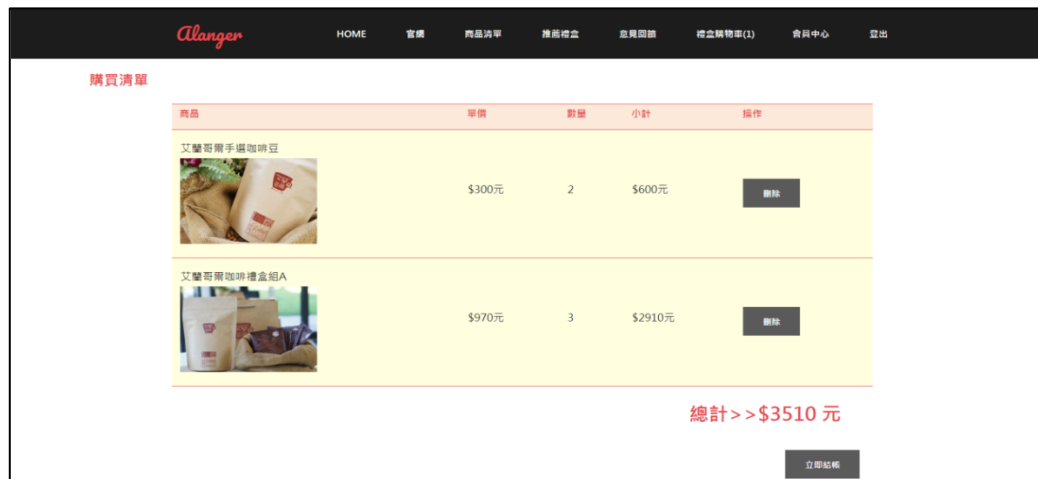 Alanger
HOME 官網 商品清單 推薦禮盒 意見回饋 禮盒購物車(1) 會員中心 登出
購買清單
商品 單價 數量 小計 操作
艾蘭哥爾手選咖啡豆
$300元 2 $600元 刪除
艾蘭哥爾咖啡禮盒組A
$970元 3 $2910元 刪除
總計>>$3510 元
立即結帳